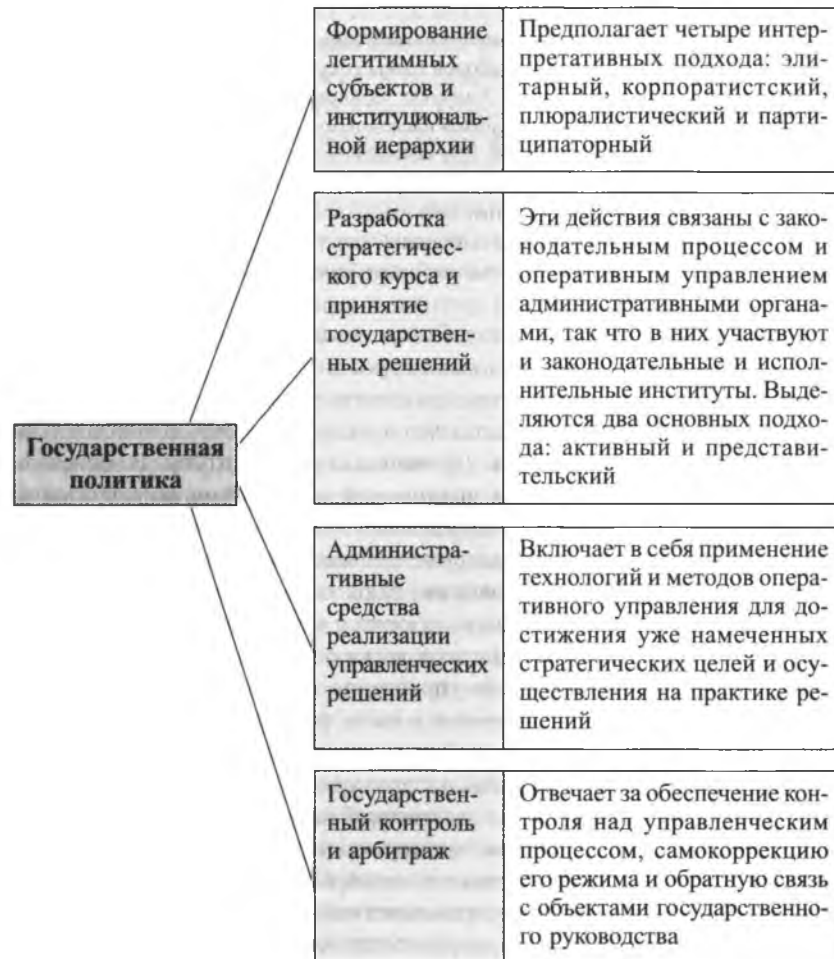 Формирование
легитимных
субъектов и
институциональ-
ной иерархии
Предполагает четыре интер-
претативных подхода: эли-
тарный, корпоратистский,
плюралистический и парти-
ципаторный
Разработка
стратегичес-
кого курса и
принятие
государствен-
ных решений
Эти действия связаны с зако-
нодательным процессом и
оперативным управлением
административными органа-
ми, так что в них участвуют
и законодательные и испол-
нительные институты. Выде-
ляются два основных подхо-
да: активный и представи-
тельский
Государственная
политика
Администра-
тивные
средства
реализации
управленческих
решений
Включает в себя применение
технологий и методов опера-
тивного управления для до-
стижения уже намеченных
стратегических целей и осу-
ществления на практике ре-
шений
Государствен-
ный контроль
и арбитраж
Отвечает за обеспечение кон-
троля над управленческим
процессом, самокоррекцию
его режима и обратную связь
с объектами государственно-
го руководства